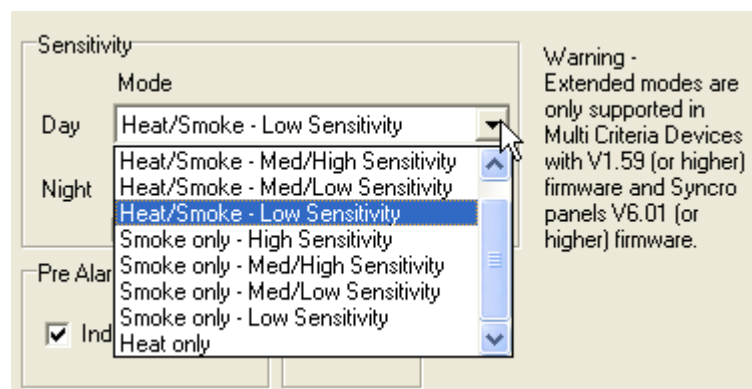 Sensitivity
Mode
Day Heat/Smoke - Low Sensitivity
Heat/Smoke - Med/High Sensitivity
Night Heat/Smoke - Med/Low Sensitivity
Heat/Smoke - Low Sensitivity
Smoke only - High Sensitivity
Smoke only - Med/High Sensitivity
Smoke only - Med/Low Sensitivity
Smoke only - Low Sensitivity
Heat only
Pre Alar
Ind
Warning -
Extended modes are
only supported in
Multi Criteria Devices
with V1.59 (or higher)
firmware and Syncro
panels V6.01 (or
higher) firmware.